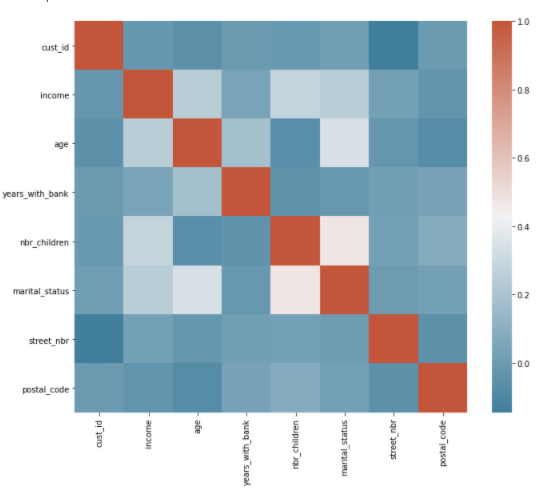 cust_id
income
age
years_with_bank
nbr_children
marital_status
street_nbr
postal_code
cust_id
income
age
years_with_bank
nbr_children
marital_status
street_nbr
postal_code
1.0
0.8
0.6
0.4
0.2
0.0